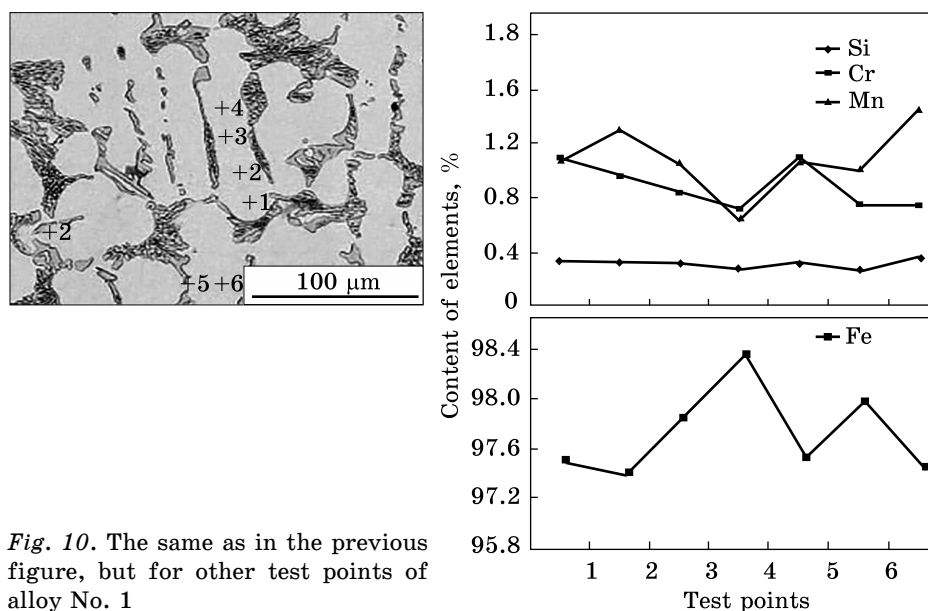 +4
+3
+2
+1
+2
+5 +6
100 μm
Fig. 10. The same as in the previous
figure, but for other test points of
alloy No. 1
Content of elements, %
1.8
1.6
1.2
0.8
0.4
0
Si
Cr
Mn
98.4
98.0
97.6
97.2
95.8
Fe
1 2 3 4 5 6
Test points